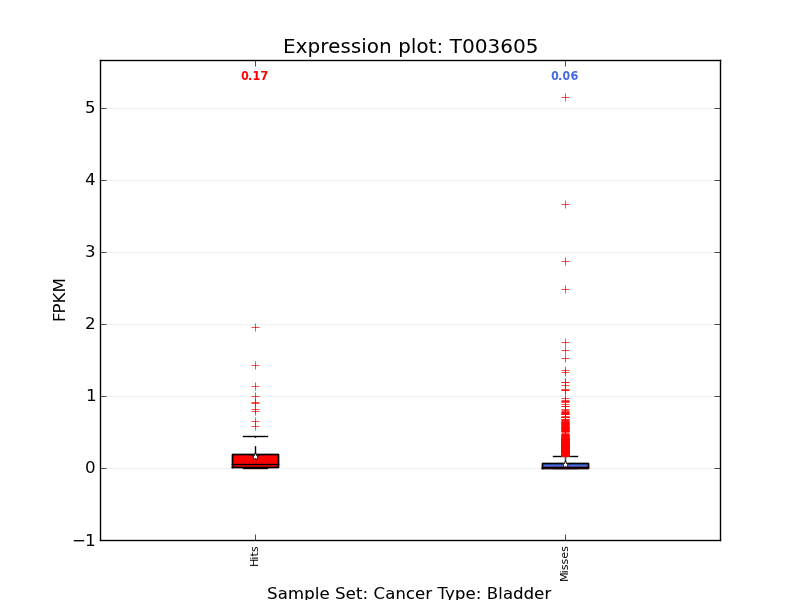 Expression plot: T003605
0.17
0.06
5
4
3
2
1
0
−1
FPKM
Hits
Misses
Sample Set: Cancer Type: Bladder